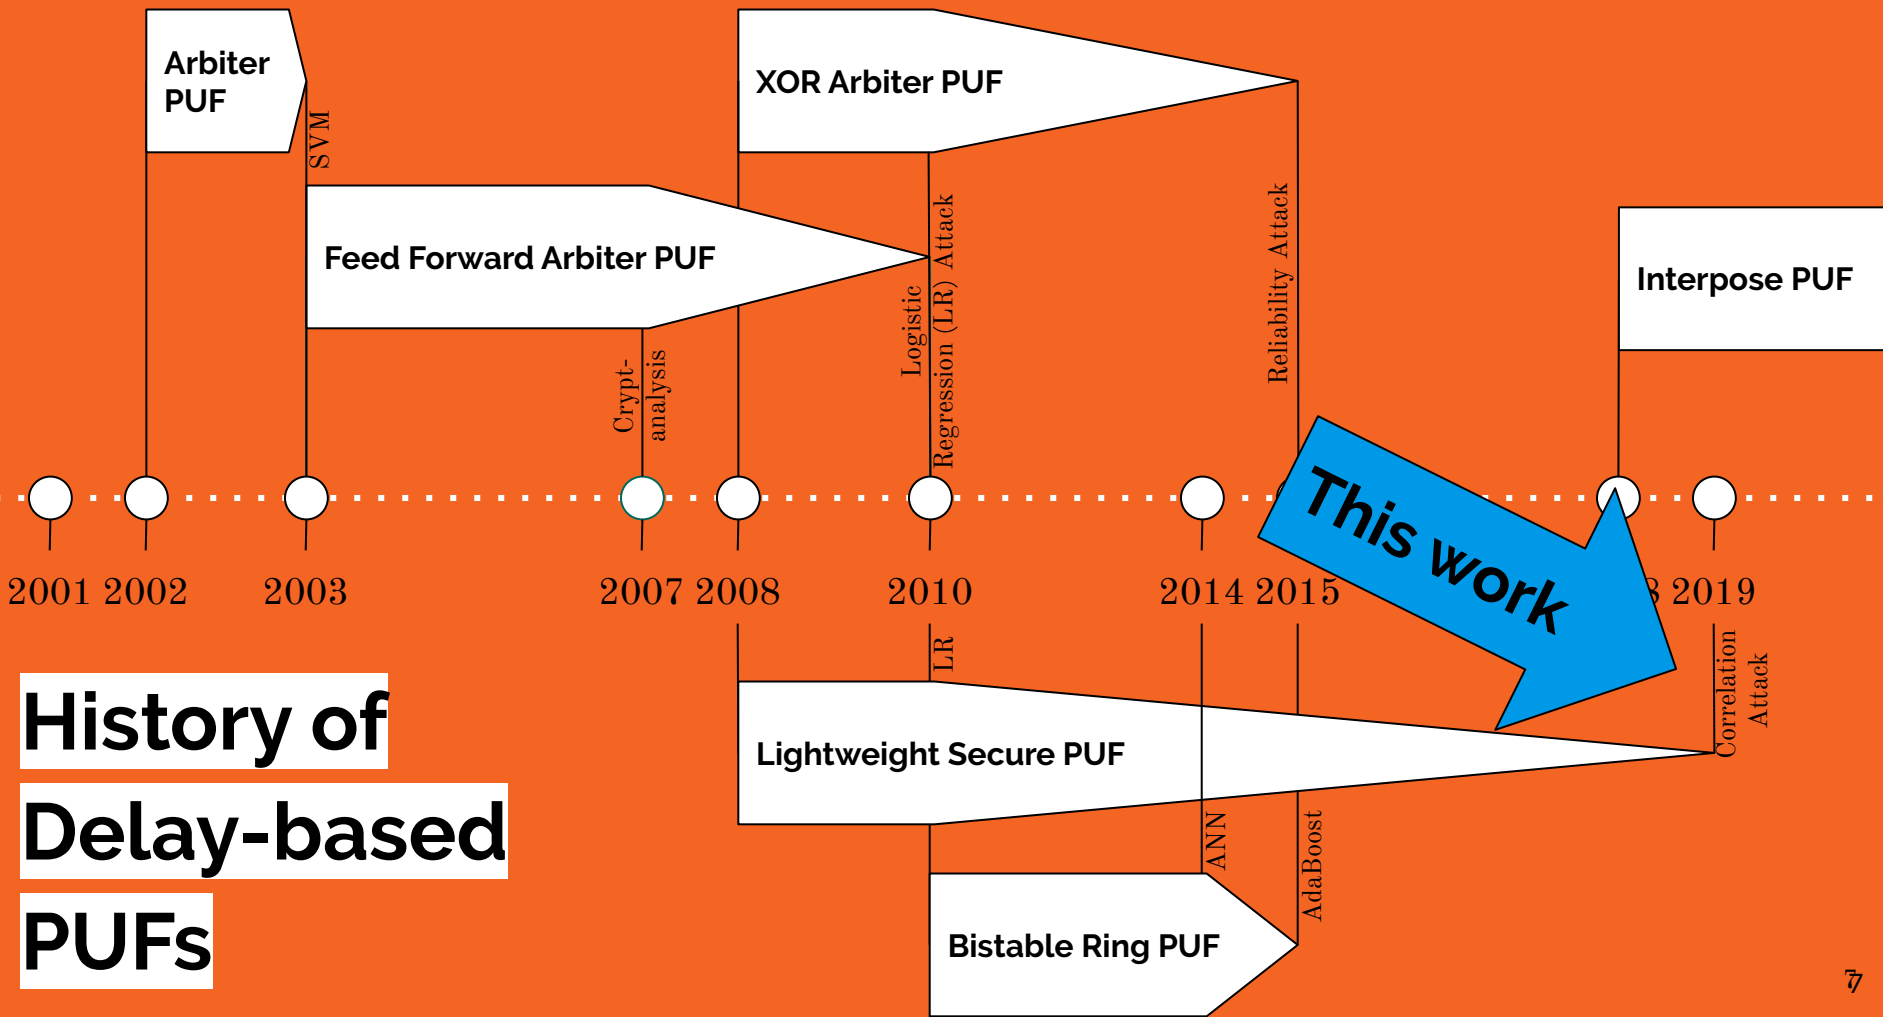 Arbiter
PUF
XOR Arbiter PUF
SVM
Feed Forward Arbiter PUF
Interpose PUF
Crypt-
analysis
Logistic
Regression (LR) Attack
Reliability Attack
This work
2001 2002 2003 2007 2008 2010 2014 2015 2019
LR
Correlation
Attack
History of
Delay-based
PUFs
Lightweight Secure PUF
ANN
AdaBoost
Bistable Ring PUF
7